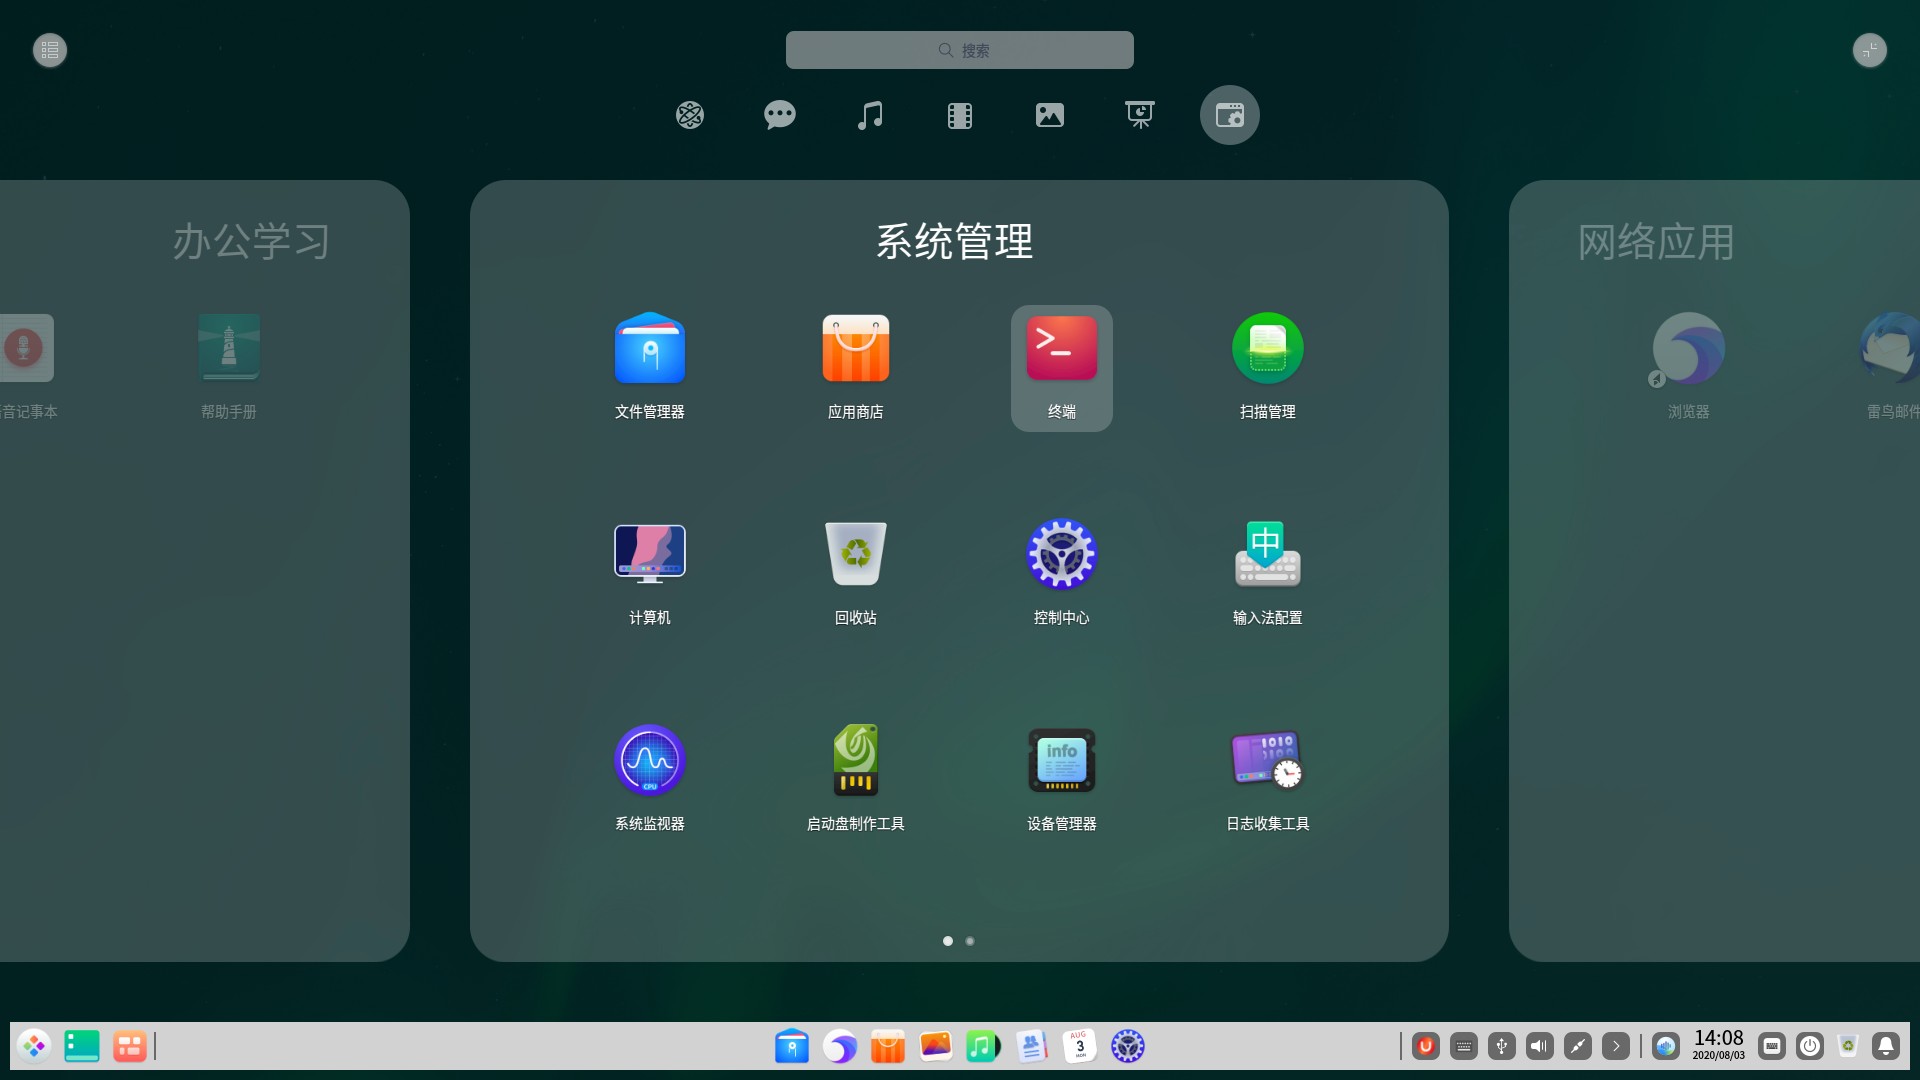 搜索
办公学习
系统管理
网络应用
语音记事本
帮助手册
文件管理器
应用商店
终端
扫描管理
浏览器
雷鸟邮件
计算机
回收站
控制中心
中
输入法配置
CPU
info
1010
1010
系统监视器
启动盘制作工具
设备管理器
日志收集工具
AUG
3
MON
14:08
2020/08/03